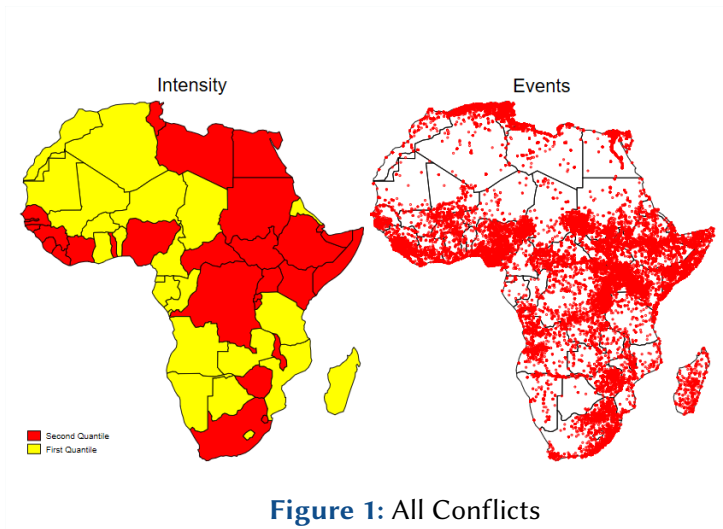 Intensity
Events
Second Quantile
First Quantile
Figure 1: All Conflicts